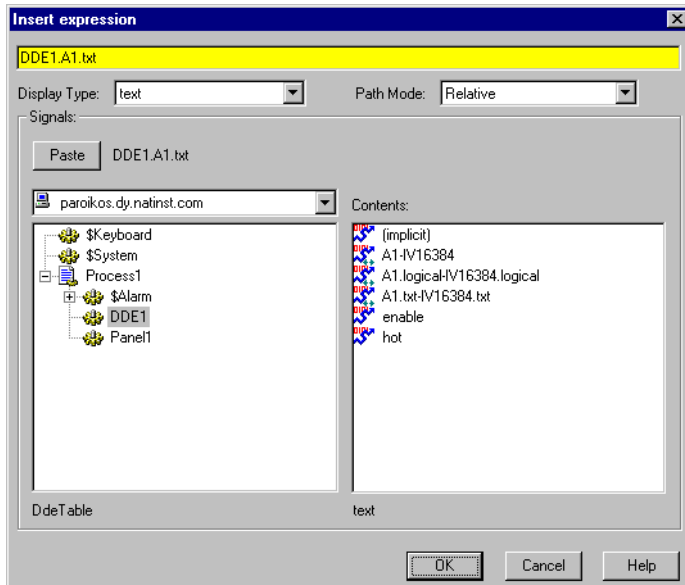 Insert expression
DDE1.A1.txt
Display Type: text Path Mode: Relative
Signals:
Paste DDE1.A1.txt
paroikos.dy.natinst.com
Contents:
$Keyboard
$System
Process1
$Alarm
DDE1
Panel1
(implicit)
A1-IV16384
A1.logical-IV16384.logical
A1.txt-IV16384.txt
enable
hot
DdeTable
text
OK Cancel Help